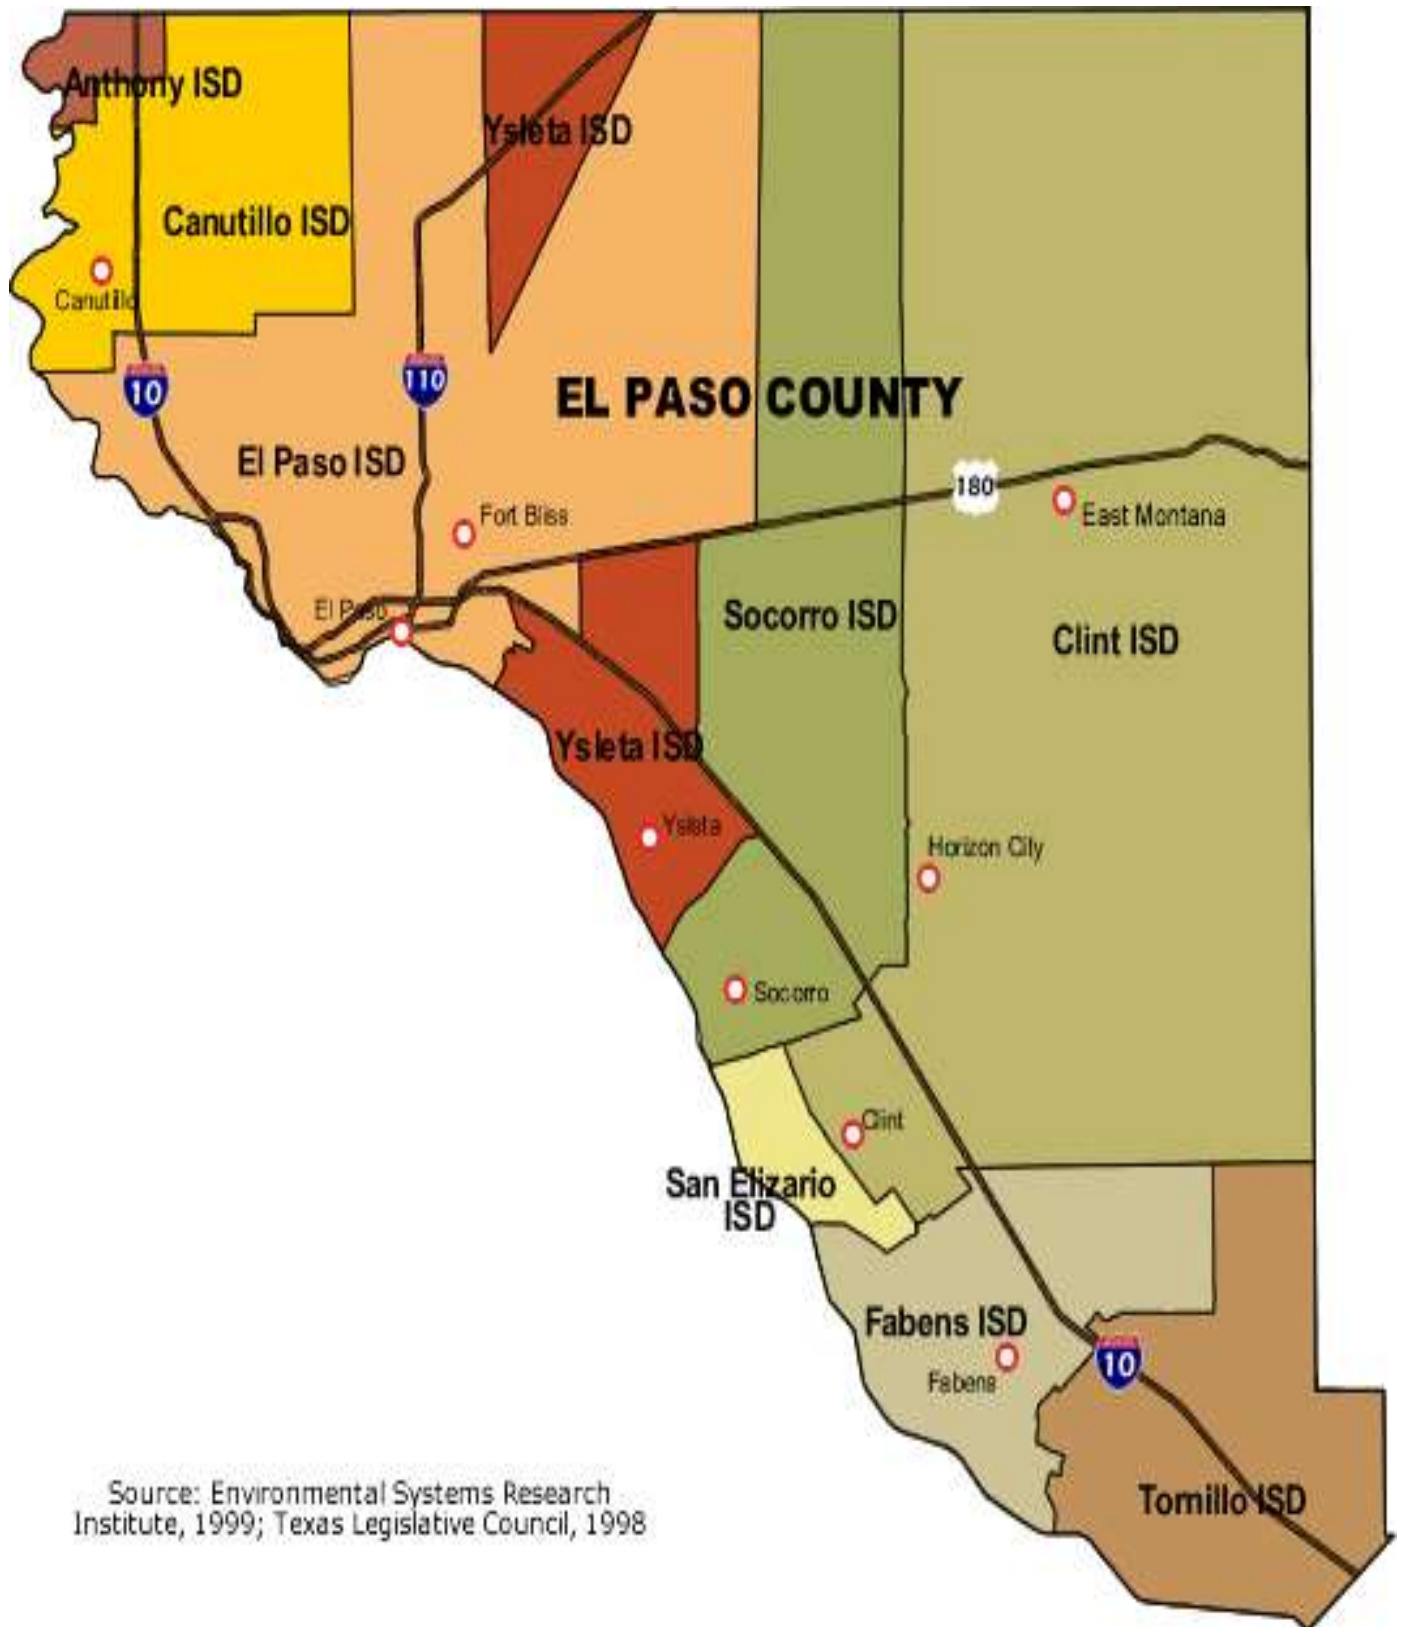 Anthony ISD
Ysleta ISD
Canutillo ISD
Canutillo
10
110
EL PASO COUNTY
El Paso ISD
180
Fort Bliss
East Montana
El Paso
Socorro ISD
Clint ISD
Ysleta ISD
Ysleta
Horizon City
Socorro
Clint
San Elizario
ISD
Fabens ISD
10
Fabens
Tornillo ISD
Source: Environmental Systems Research
Institute, 1999; Texas Legislative Council, 1998